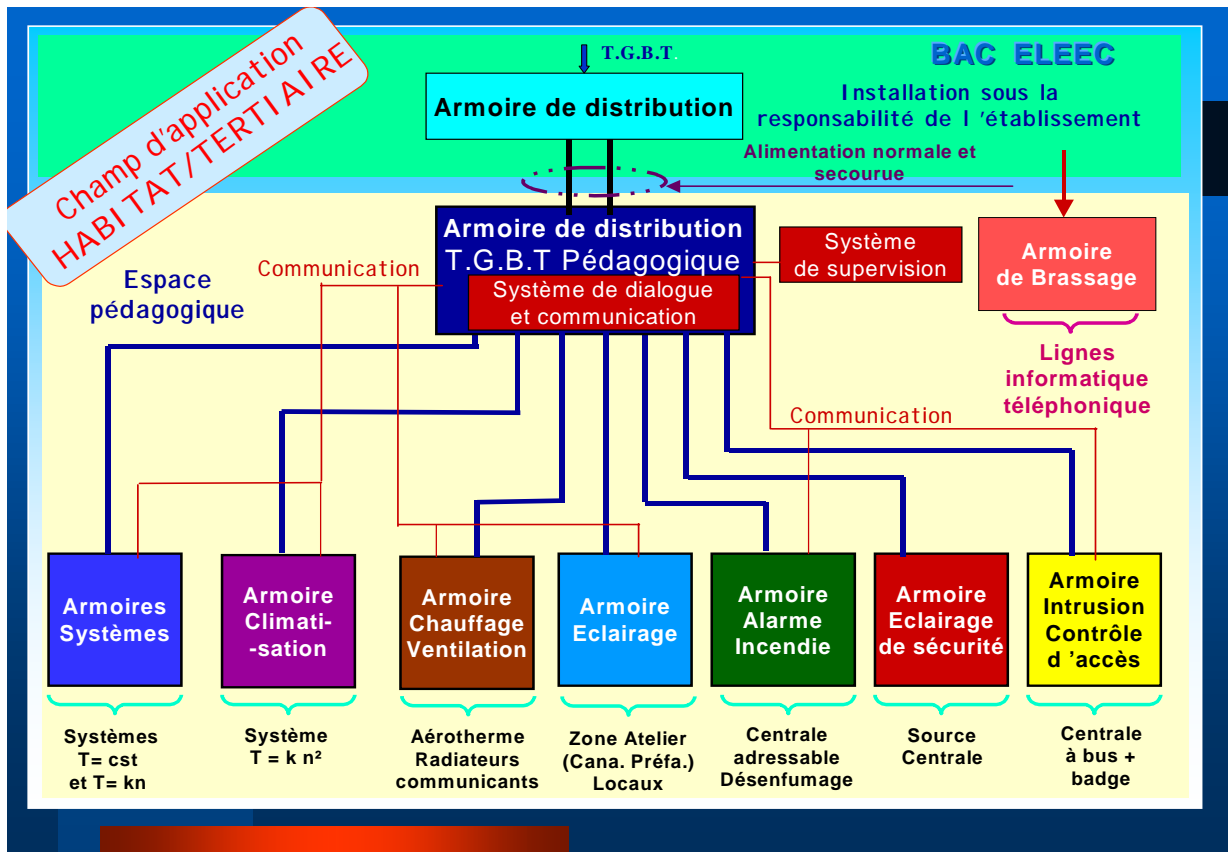 Champ d'application
HABITAT/TERTIAIRE
T.G.B.T.
BAC ELEEC
Armoire de distribution
Installation sous la
responsabilité de l 'établissement
Alimentation normale et
secourue
Armoire de distribution
T.G.B.T Pédagogique
Système de dialogue
et communication
Système
de supervision
Armoire
de Brassage
Lignes
informatique
téléphonique
Espace
pédagogique
Communication
Communication
Armoires
Systèmes
Armoire
Climati-
-sation
Armoire
Chauffage
Ventilation
Armoire
Eclairage
Armoire
Alarme
Incendie
Armoire
Eclairage
de sécurité
Armoire
Intrusion
Contrôle
d 'accès
Systèmes
T= cst
et T= kn
Système
T = k n²
Aérotherme
Radiateurs
communicants
Zone Atelier
(Cana. Préfa.)
Locaux
Centrale
adressable
Désenfumage
Source
Centrale
Centrale
à bus +
badge